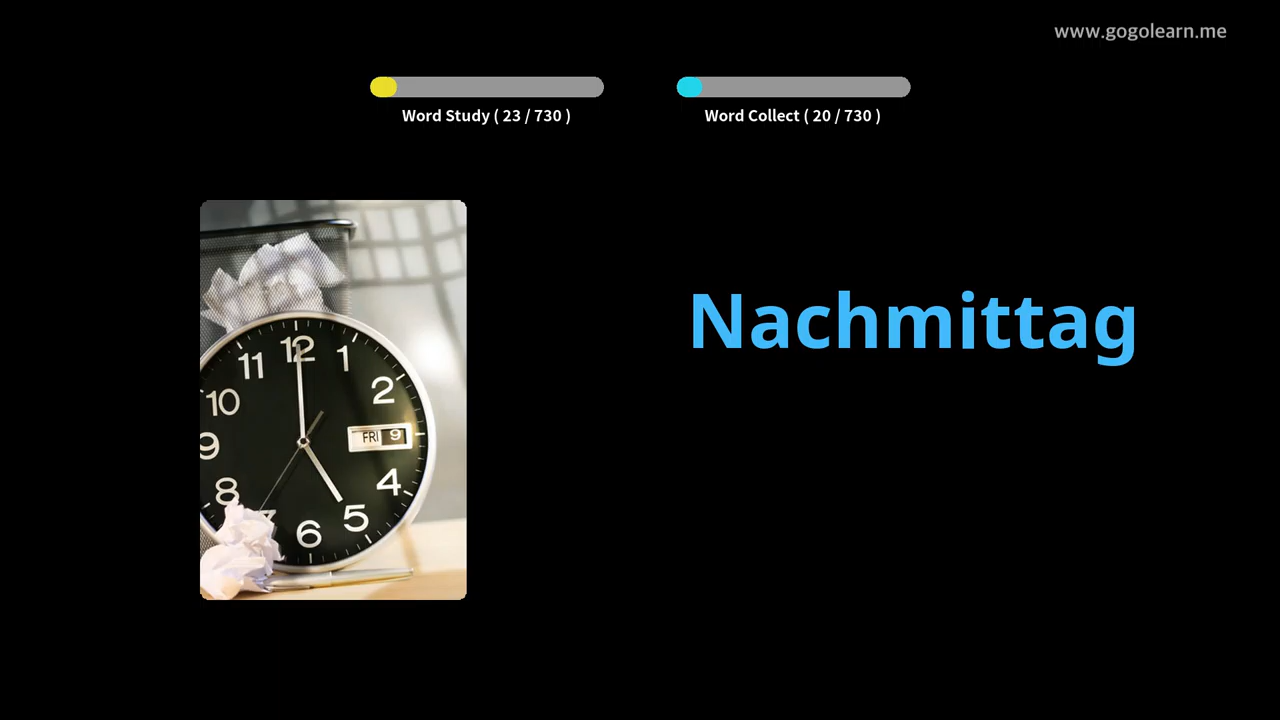 www.gogolearn.me
Word Study ( 23 / 730 )
Word Collect ( 20 / 730 )
Nachmittag
11 12 1
10 2
9 FRI 9
8 4
7 6 5